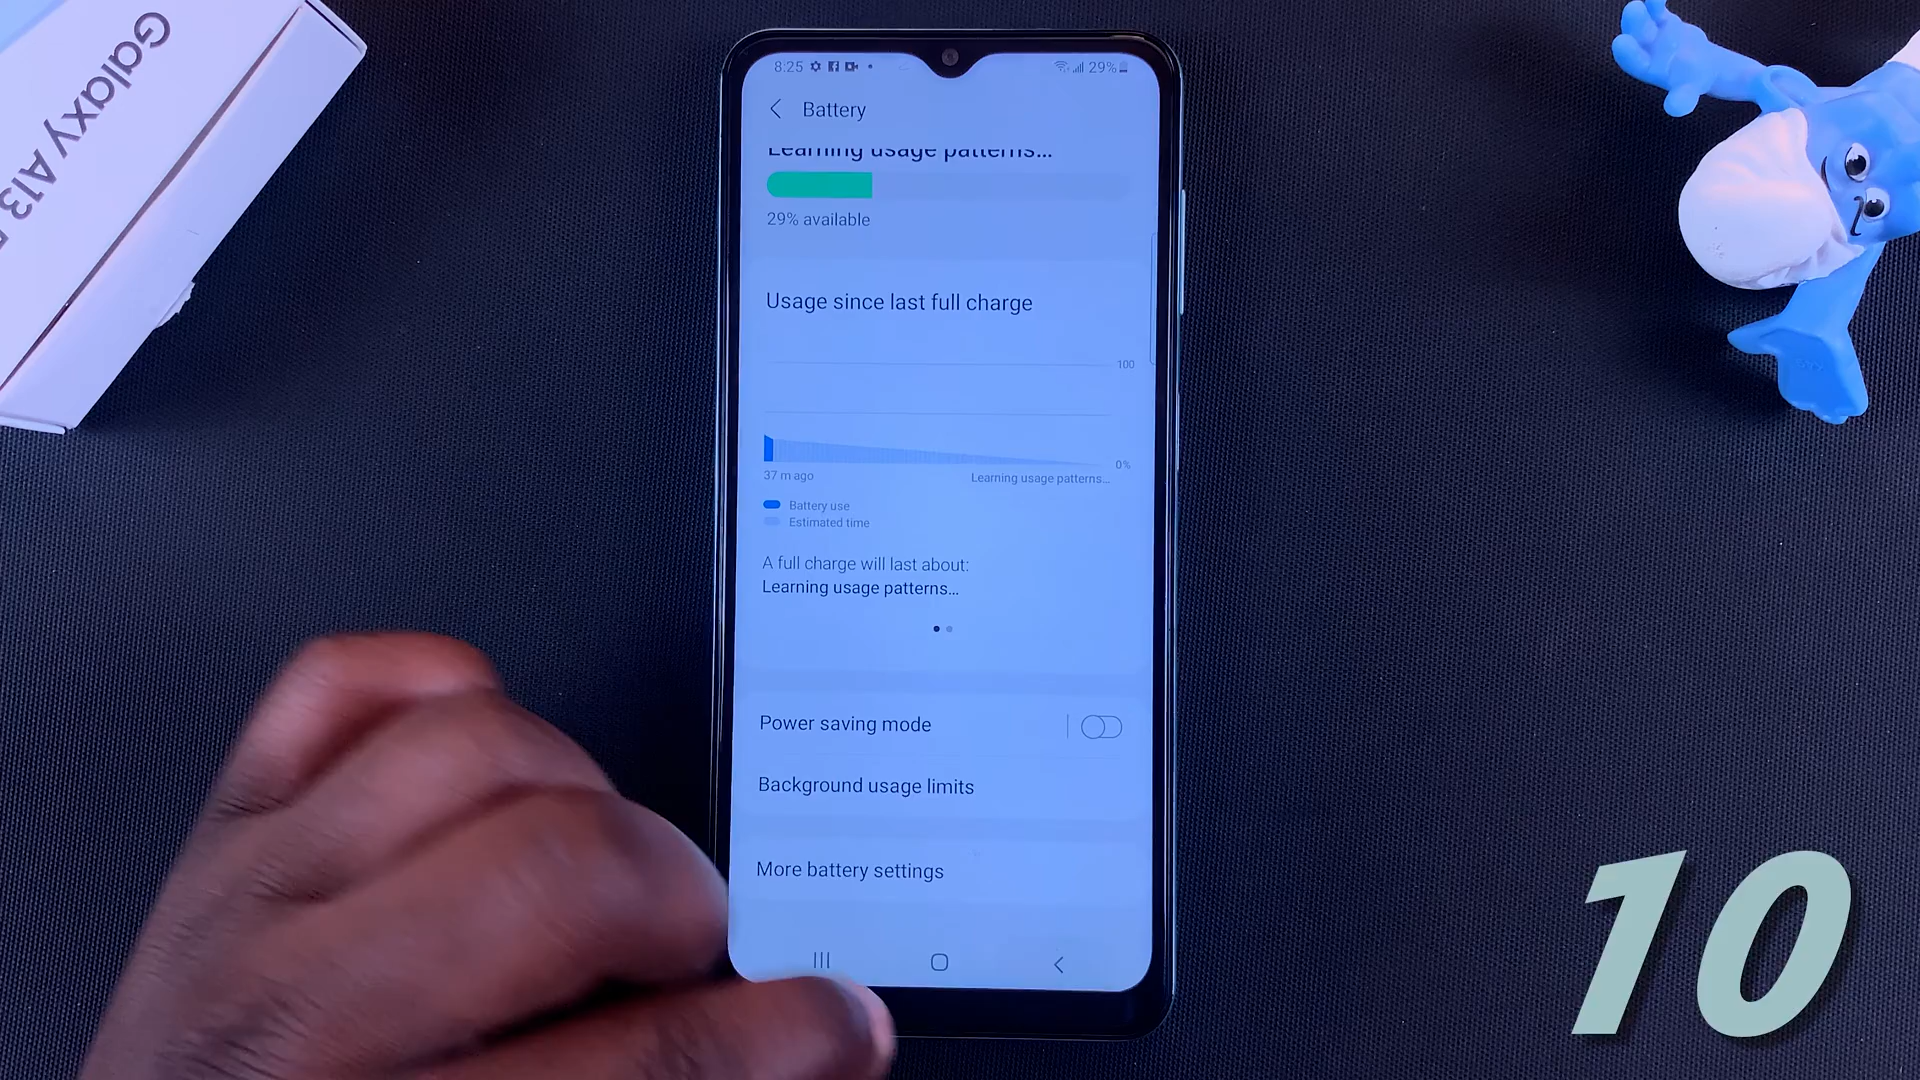 Galaxy A13
8:25
29%
Battery
Learning usage patterns...
29% available
Usage since last full charge
100
0%
37 m ago
Learning usage patterns...
Battery use
Estimated time
A full charge will last about:
Learning usage patterns...
Power saving mode
Background usage limits
More battery settings
10